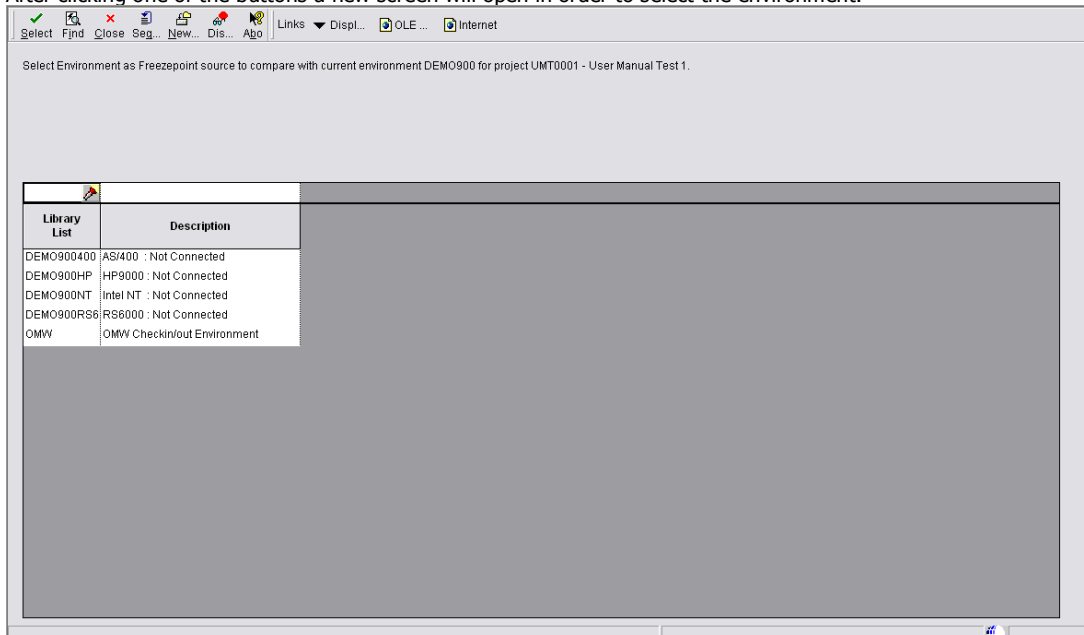 After clicking one of the buttons a new screen will open in order to select the environment.
Select Find Close Seg... New... Dis... Abo Links Displ... OLE ... Internet
Select Environment as Freezepoint source to compare with current environment DEMO900 for project UMT0001 - User Manual Test 1.
Library List Description
DEMO900400 AS/400 : Not Connected
DEMO900HP HP9000 : Not Connected
DEMO900NT Intel NT : Not Connected
DEMO900RS6 RS6000 : Not Connected
OMW OMW Checkin/out Environment